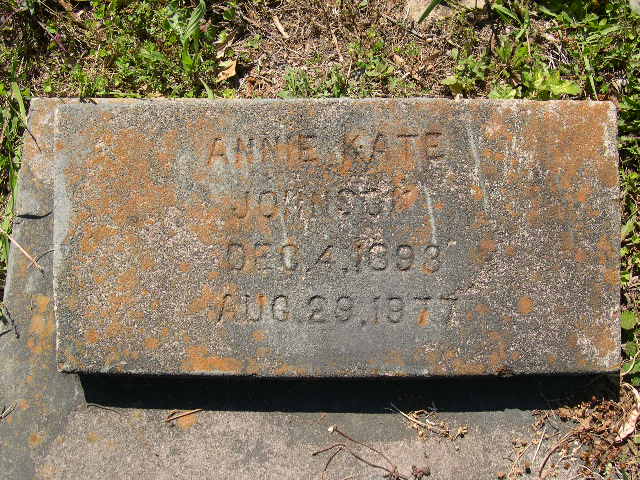 ANNIE KATE
JOHNSON
DEC. 4, 1893
AUG. 29, 1977